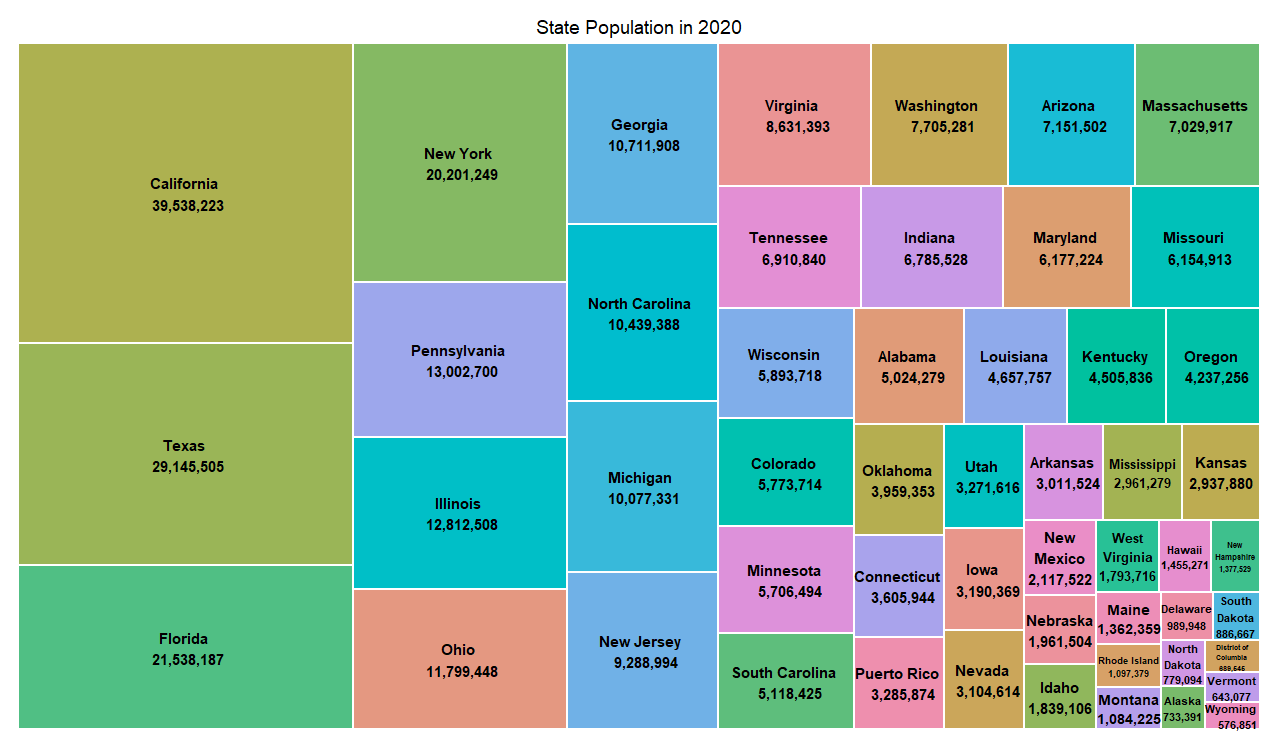 State Population in 2020
California
39,538,223
Texas
29,145,505
Florida
21,538,187
New York
20,201,249
Pennsylvania
13,002,700
Illinois
12,812,508
Ohio
11,799,448
Georgia
10,711,908
North Carolina
10,439,388
Michigan
10,077,331
New Jersey
9,288,994
Virginia
8,631,393
Washington
7,705,281
Arizona
7,151,502
Massachusetts
7,029,917
Tennessee
6,910,840
Indiana
6,785,528
Maryland
6,177,224
Missouri
6,154,913
Wisconsin
5,893,718
Colorado
5,773,714
Minnesota
5,706,494
South Carolina
5,118,425
Alabama
5,024,279
Louisiana
4,657,757
Kentucky
4,505,836
Oregon
4,237,256
Oklahoma
3,959,353
Connecticut
3,605,944
Puerto Rico
3,285,874
Utah
3,271,616
Iowa
3,190,369
Nevada
3,104,614
Arkansas
3,011,524
Mississippi
2,961,279
Kansas
2,937,880
New
Mexico
2,117,522
Nebraska
1,961,504
Idaho
1,839,106
West
Virginia
1,793,716
Hawaii
1,455,271
New
Hampshire
1,377,529
Maine
1,362,359
Rhode Island
1,097,379
Montana
1,084,225
Delaware
989,948
South
Dakota
886,667
North
Dakota
779,094
Alaska
733,391
District of
Columbia
689,545
Vermont
643,077
Wyoming
576,851